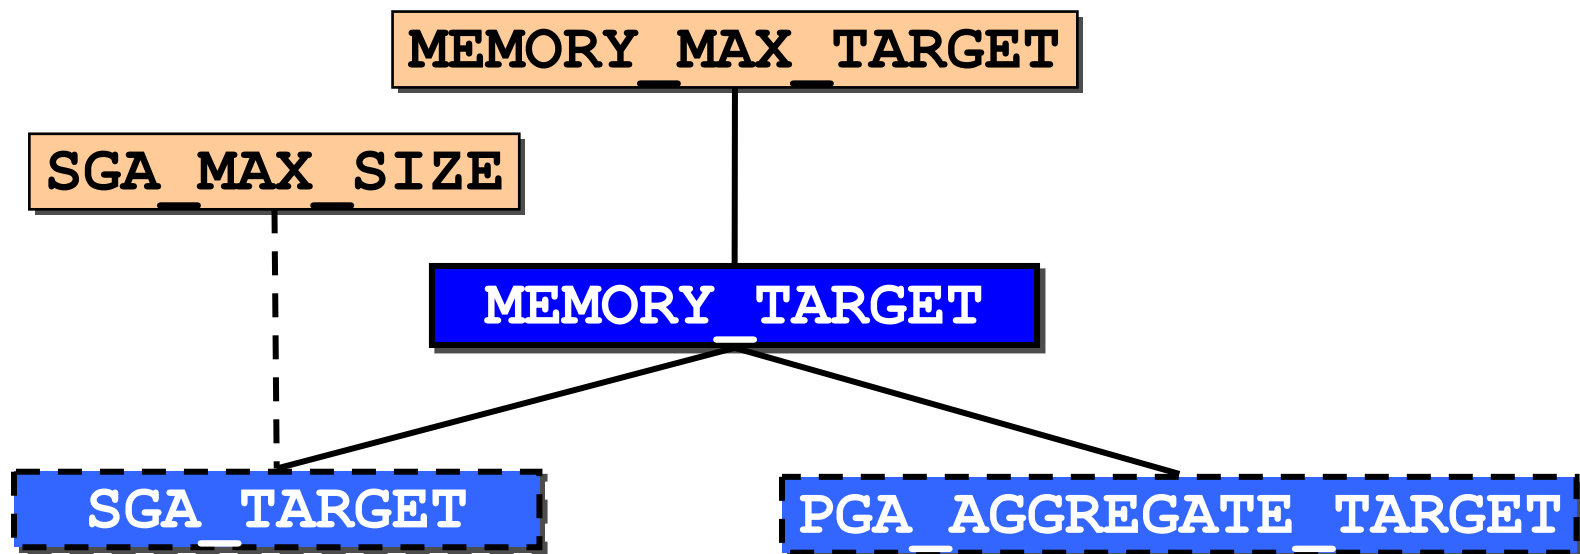 MEMORY_MAX_TARGET
SGA_MAX_SIZE
MEMORY_TARGET
SGA_TARGET
PGA_AGGREGATE_TARGET